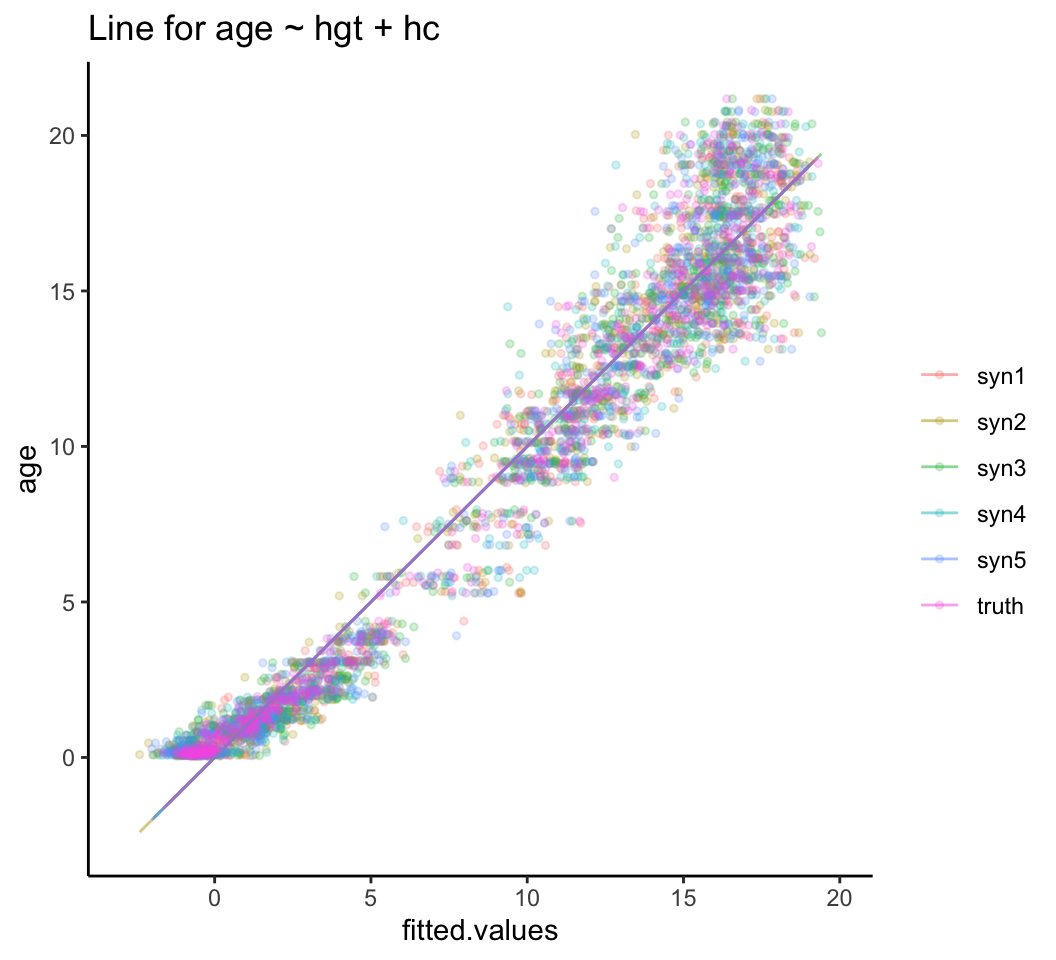 Line for age ~ hgt + hc
20
15
10
5
0
age
0
5
10
15
20
fitted.values
syn1
syn2
syn3
syn4
syn5
truth